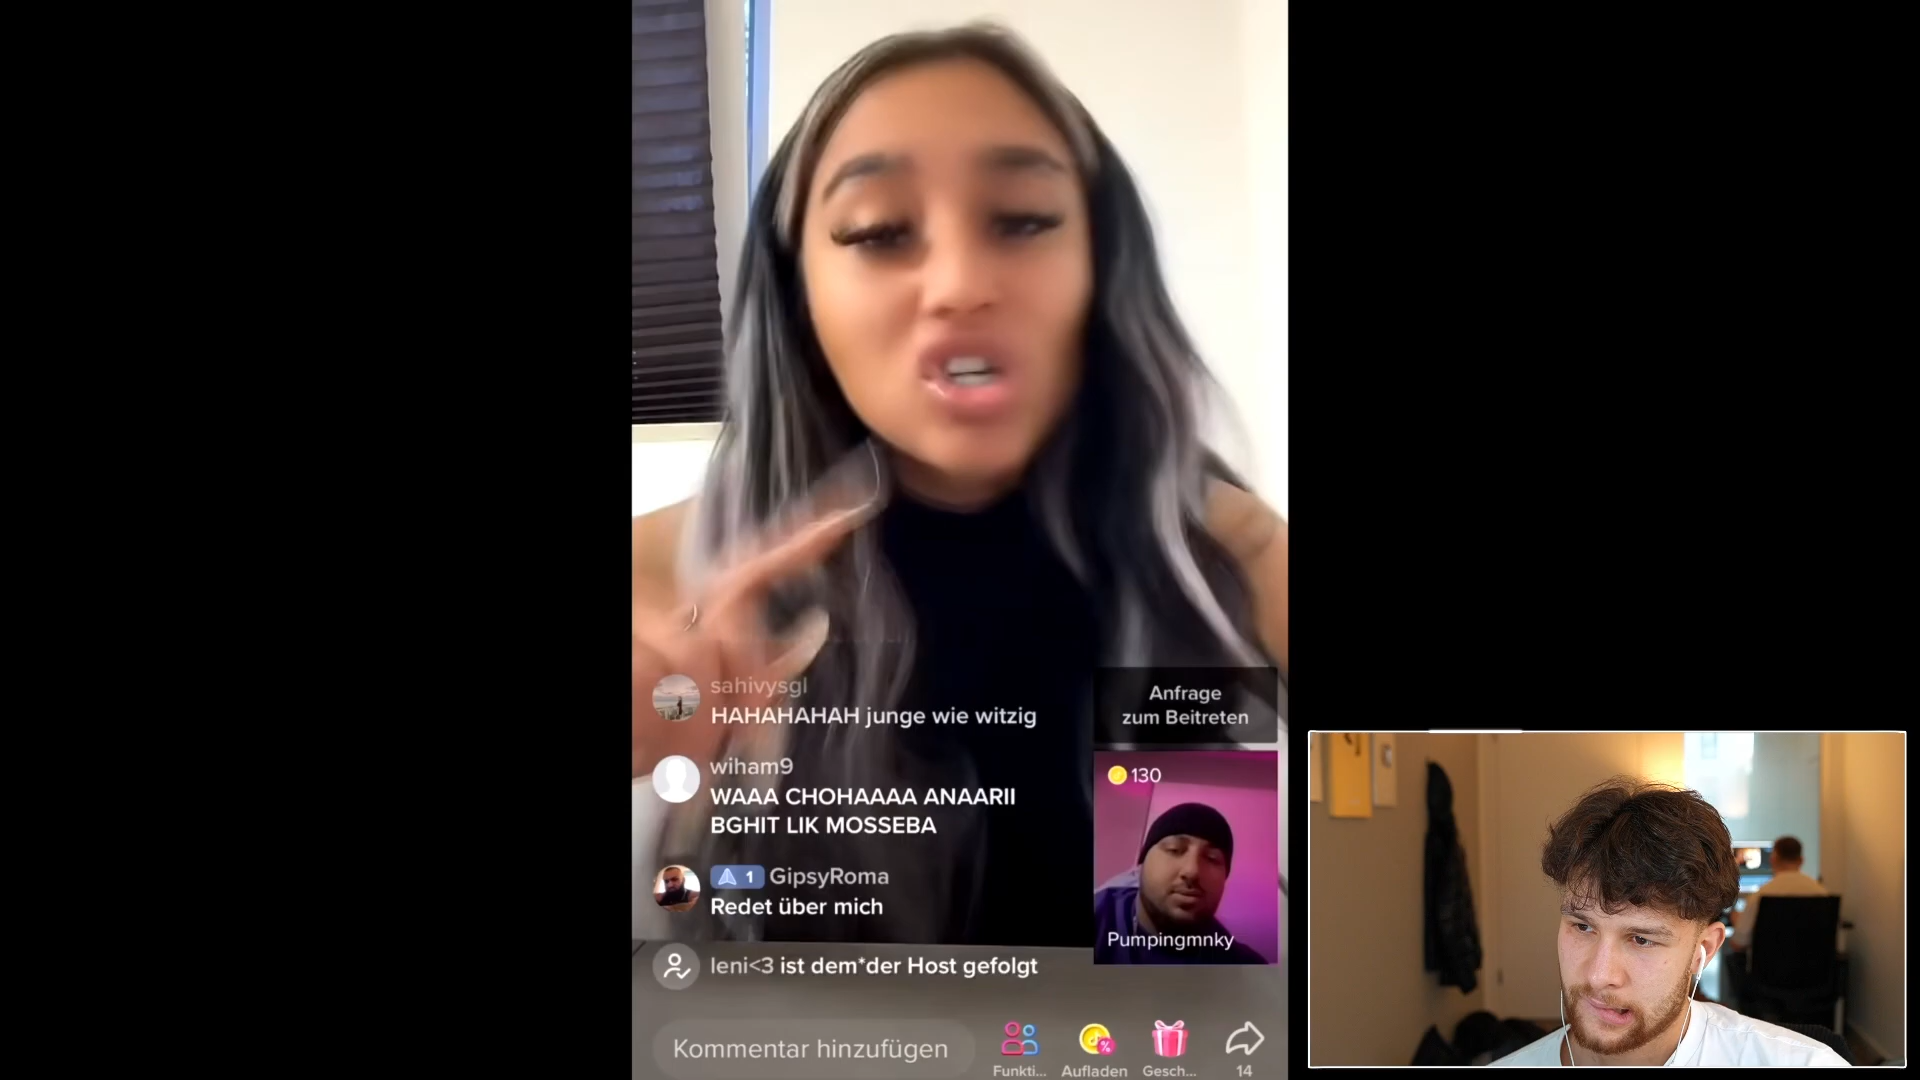 sahivysgl
HAHAHAHAH junge wie witzig
wiham9
WAAA CHOHAAAA ANAARII
BGHIT LIK MOSSEBA
1 GipsyRoma
Redet über mich
leni<3 ist dem*der Host gefolgt
Kommentar hinzufügen
Anfrage
zum Beitreten
130
Pumpingmnky
Funkti...
Aufladen
Gesch...
14